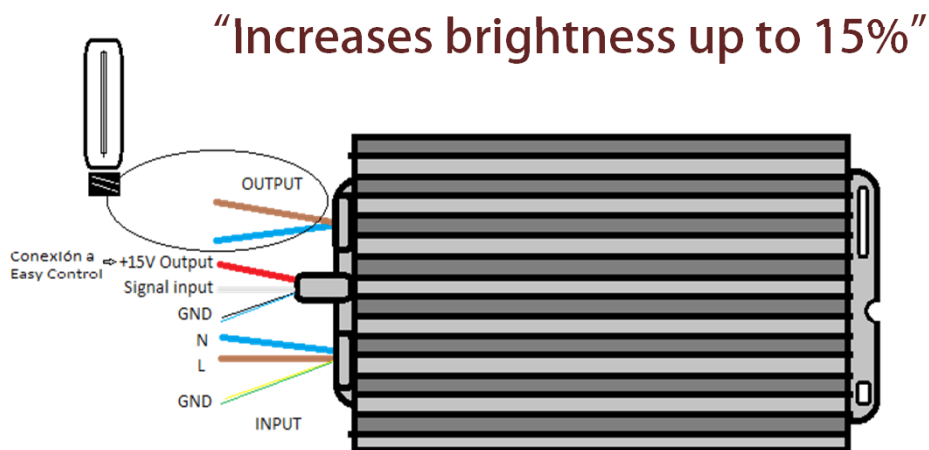 “Increases brightness up to 15%”
OUTPUT
Conexión a
Easy Control
⇨ +15V Output
Signal input
GND
N
L
GND
INPUT